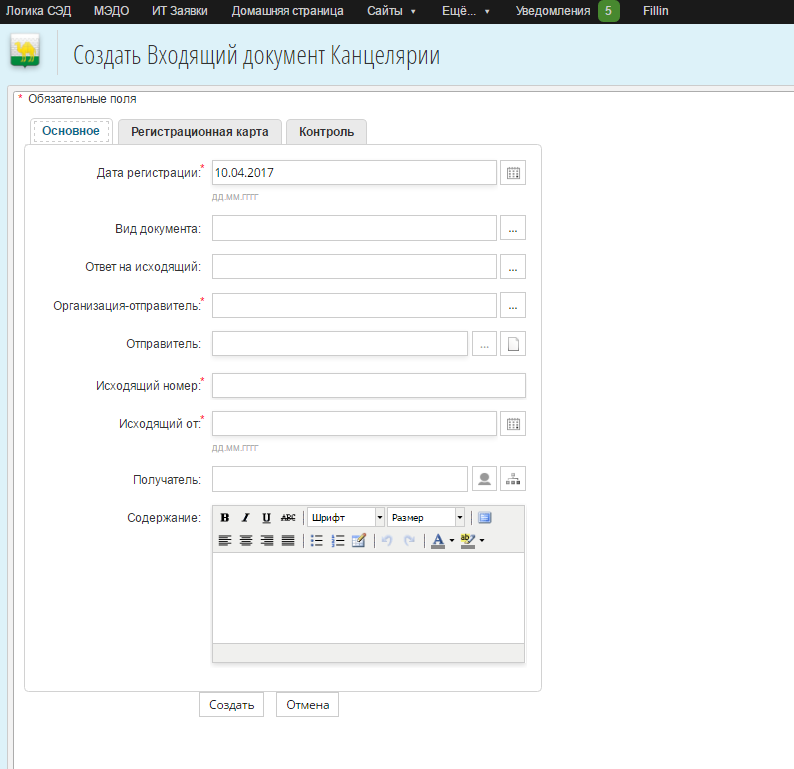 Логика СЭД МЭДО ИТ Заявки Домашняя страница Сайты Ещё... Уведомления 5 Fillin
Создать Входящий документ Канцелярии
* Обязательные поля
Основное Регистрационная карта Контроль
Дата регистрации:* 10.04.2017
ДД.ММ.ГГГГ
Вид документа: ...
Ответ на исходящий: ...
Организация-отправитель:* ...
Отправитель: ...
Исходящий номер:*
Исходящий от:*
ДД.ММ.ГГГГ
Получатель:
Содержание: B I U ABC Шрифт Размер
A ab
Создать Отмена